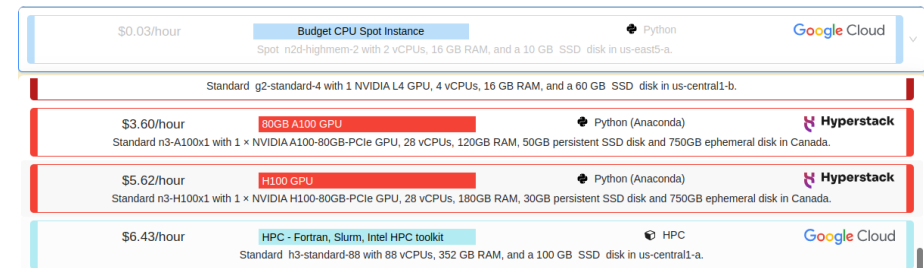 $0.03/hour Budget CPU Spot Instance Python Google Cloud
Spot n2d-highmem-2 with 2 vCPUs, 16 GB RAM, and a 10 GB SSD disk in us-east5-a.
Standard g2-standard-4 with 1 NVIDIA L4 GPU, 4 vCPUs, 16 GB RAM, and a 60 GB SSD disk in us-central1-b.
$3.60/hour 80GB A100 GPU Python (Anaconda) Hyperstack
Standard n3-A100x1 with 1 × NVIDIA A100-80GB-PCIe GPU, 28 vCPUs, 120GB RAM, 50GB persistent SSD disk and 750GB ephemeral disk in Canada.
$5.62/hour H100 GPU Python (Anaconda) Hyperstack
Standard n3-H100x1 with 1 × NVIDIA H100-80GB-PCIe GPU, 28 vCPUs, 180GB RAM, 30GB persistent SSD disk and 750GB ephemeral disk in Canada.
$6.43/hour HPC - Fortran, Slurm, Intel HPC toolkit HPC Google Cloud
Standard h3-standard-88 with 88 vCPUs, 352 GB RAM, and a 100 GB SSD disk in us-central1-a.